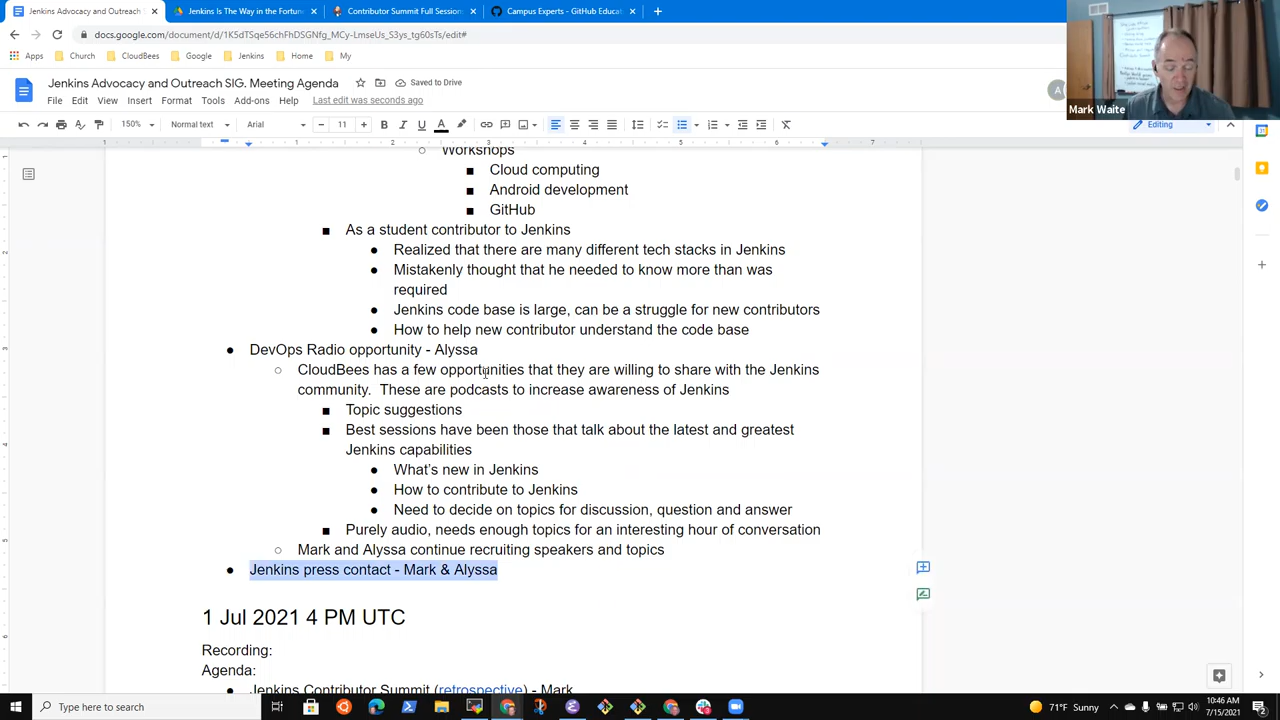 Jenkins Advocacy and Outreach S
Jenkins Is The Way in the Fortune
Contributor Summit Full Session
Campus Experts - GitHub Educat
Apps
Church
CloudBees
Google
Jenkins
Home
My
Jenkins Advocacy and Outreach SIG. Meeting Agenda
Saved to Drive
File Edit View Insert Format Tools Add-ons Help Last edit was seconds ago
150% Normal text Arial 11
Editing
Mark Waite
Workshops
Cloud computing
Android development
GitHub
As a student contributor to Jenkins
Realized that there are many different tech stacks in Jenkins
Mistakenly thought that he needed to know more than was
required
Jenkins code base is large, can be a struggle for new contributors
How to help new contributor understand the code base
DevOps Radio opportunity - Alyssa
CloudBees has a few opportunities that they are willing to share with the Jenkins
community. These are podcasts to increase awareness of Jenkins
Topic suggestions
Best sessions have been those that talk about the latest and greatest
Jenkins capabilities
What's new in Jenkins
How to contribute to Jenkins
Need to decide on topics for discussion, question and answer
Purely audio, needs enough topics for an interesting hour of conversation
Mark and Alyssa continue recruiting speakers and topics
Jenkins press contact - Mark & Alyssa
1 Jul 2021 4 PM UTC
Recording:
Agenda:
Jenkins Contributor Summit (retrospective) - Mark
Type here to search
71°F Sunny
10:46 AM
7/15/2021